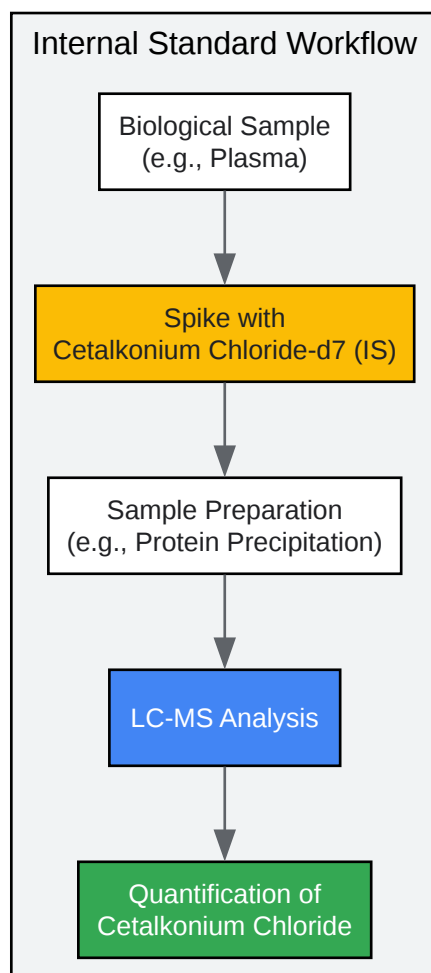 Internal Standard Workflow
Biological Sample
(e.g., Plasma)
Spike with
Cetalkonium Chloride-d7 (IS)
Sample Preparation
(e.g., Protein Precipitation)
LC-MS Analysis
Quantification of
Cetalkonium Chloride